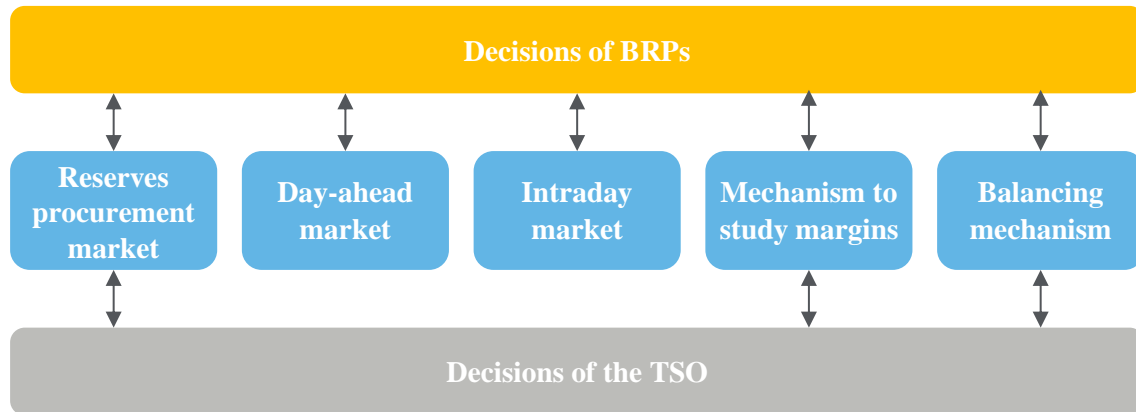 Decisions of BRPs
Reserves
procurement
market
Day-ahead
market
Intraday
market
Mechanism to
study margins
Balancing
mechanism
Decisions of the TSO